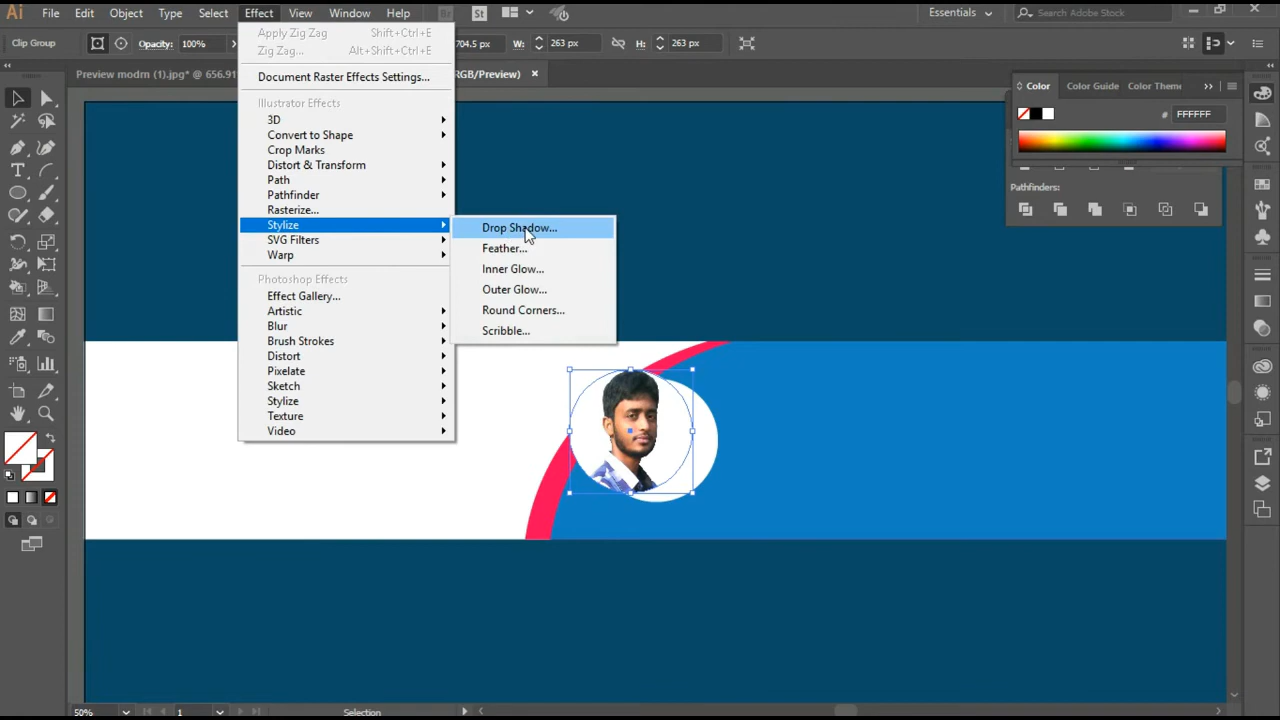 Ai File Edit Object Type Select Effect View Window Help Br St Essentials Search Adobe Stock
Clip Group Opacity: 100% 704.5 px W: 263 px H: 263 px
Preview modm (1).jpg* @ 656.91 RGB/Preview)
Apply Zig Zag Shift+Ctrl+E
Zig Zag... Alt+Shift+Ctrl+E
Document Raster Effects Settings...
Illustrator Effects
3D
Convert to Shape
Crop Marks
Distort & Transform
Path
Pathfinder
Rasterize...
Stylize
SVG Filters
Warp
Photoshop Effects
Effect Gallery...
Artistic
Blur
Brush Strokes
Distort
Pixelate
Sketch
Stylize
Texture
Video
Drop Shadow...
Feather...
Inner Glow...
Outer Glow...
Round Corners...
Scribble...
Color Color Guide Color Theme
# FFFFFF
Pathfinders:
50% 1 Selection